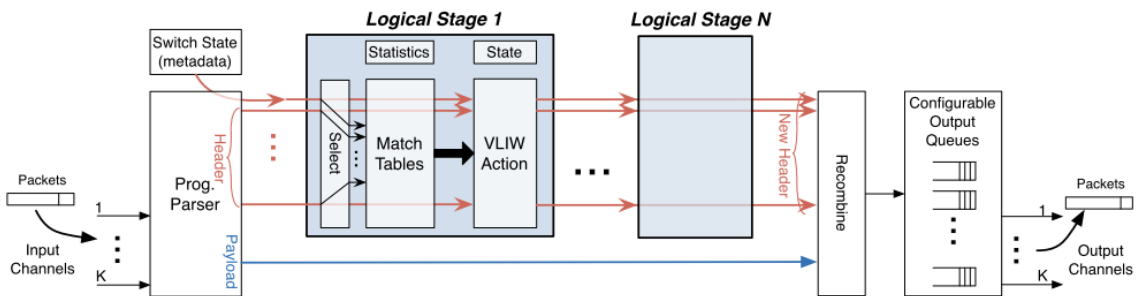 Logical Stage 1
Logical Stage N
Switch State
(metadata)
Statistics
State
Header
Select
Match
Tables
VLIW
Action
New Header
Configurable
Output
Queues
Packets
Prog.
Parser
Recombine
Packets
1
Input
Channels
K
Payload
1
Output
Channels
K